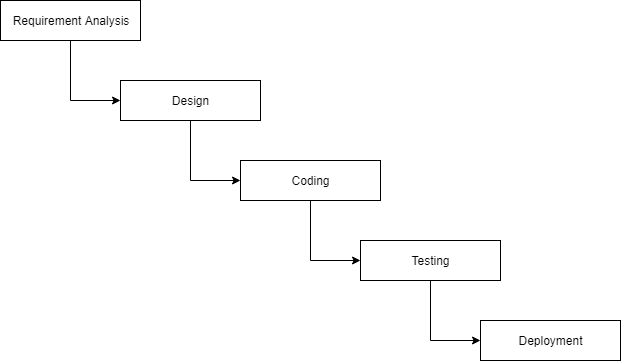 Requirement Analysis
Design
Coding
Testing
Deployment